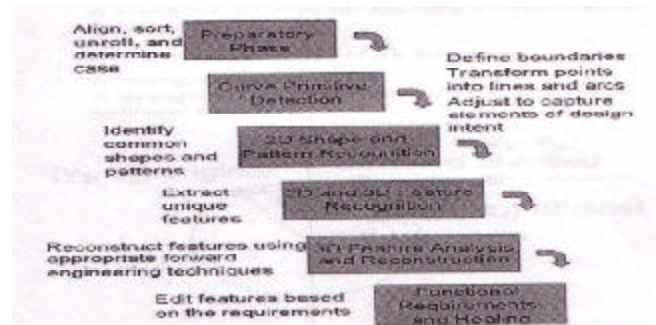 Align, sort,
unroll, and
determine
case
Preparatory
Phase
Curve Primitive
Detection
Define boundaries
Transform points
into lines and arcs
Adjust to capture
elements of design
intent
Identify
common
shapes and
patterns
2D Shape and
Pattern Recognition
Extract
unique
features
2D and 3D Feature
Recognition
Reconstruct features using
appropriate forward
engineering techniques
3D Feature Analysis
and Reconstruction
Edit features based
on the requirements
Functional
Requirements
and Healing